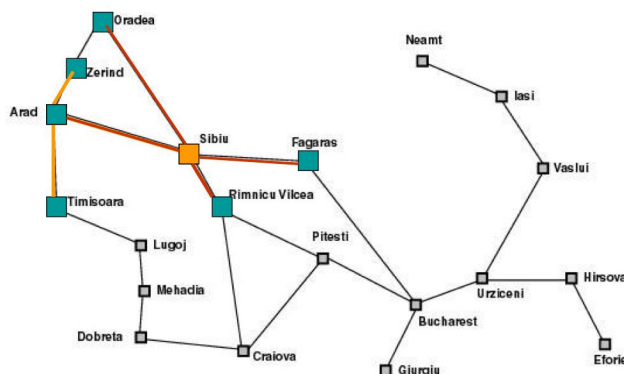 Oradea
Neamt
Zerind
Iasi
Arad
Sibiu
Fagaras
Vaslui
Timisoara
Rimnicu Vilcea
Pitesti
Lugoj
Mehadia
Urziceni
Hirsova
Bucharest
Dobreta
Craiova
Eforie
Giurgiu